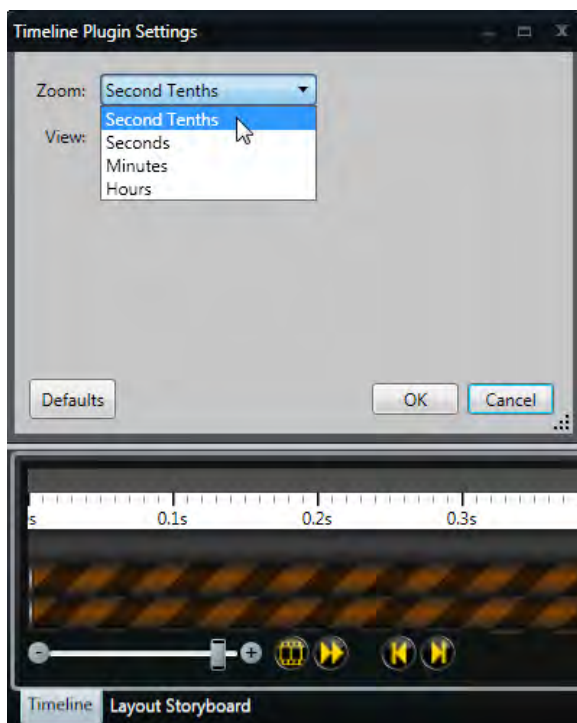 Timeline Plugin Settings
Zoom: Second Tenths
Second Tenths
View:
Seconds
Minutes
Hours
Defaults OK Cancel
s 0.1s 0.2s 0.3s
Timeline Layout Storyboard